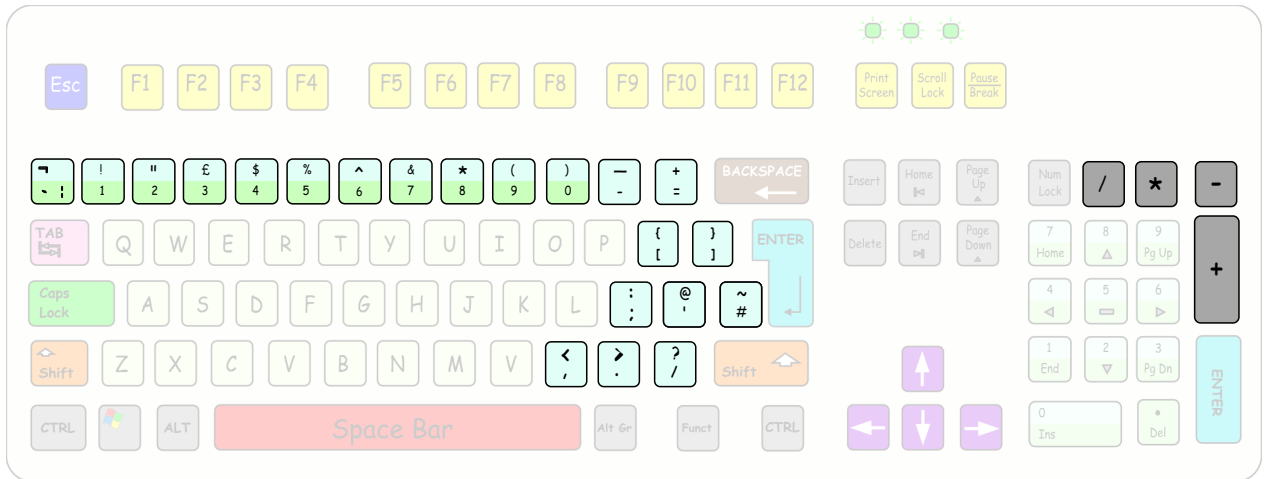 Esc F1 F2 F3 F4 F5 F6 F7 F8 F9 F10 F11 F12 Print Screen Scroll Lock Pause Break
¬ ! " £ $ % ^ & * ( ) — + BACKSPACE Insert Home Page Up Num Lock / * -
` ¦ 1 2 3 4 5 6 7 8 9 0 - =
TAB Q W E R T Y U I O P { [ } ] ENTER Delete End Page Down 7 Home 8 9 Pg Up +
Caps Lock A S D F G H J K L : ; @ ' ~ # 4 5 6
Shift Z X C V B N M V < , > . ? / Shift 1 End 2 3 Pg Dn ENTER
CTRL ALT Space Bar Alt Gr Funct CTRL 0 Ins • Del